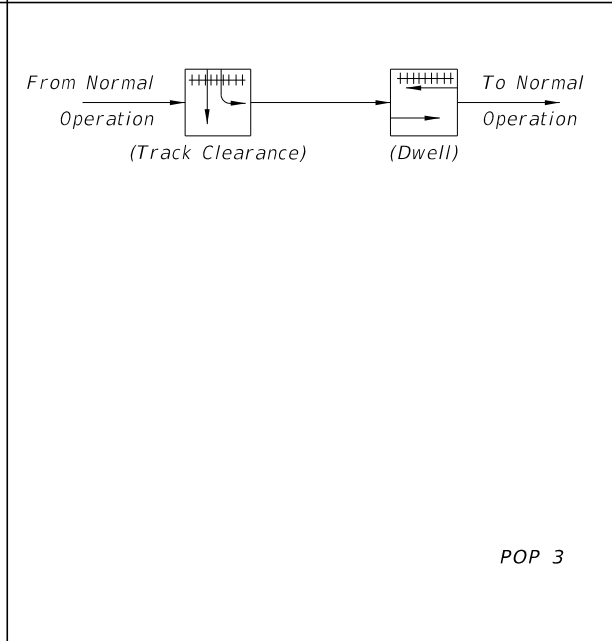 From Normal
Operation
(Track Clearance)
(Dwell)
To Normal
Operation
POP 3